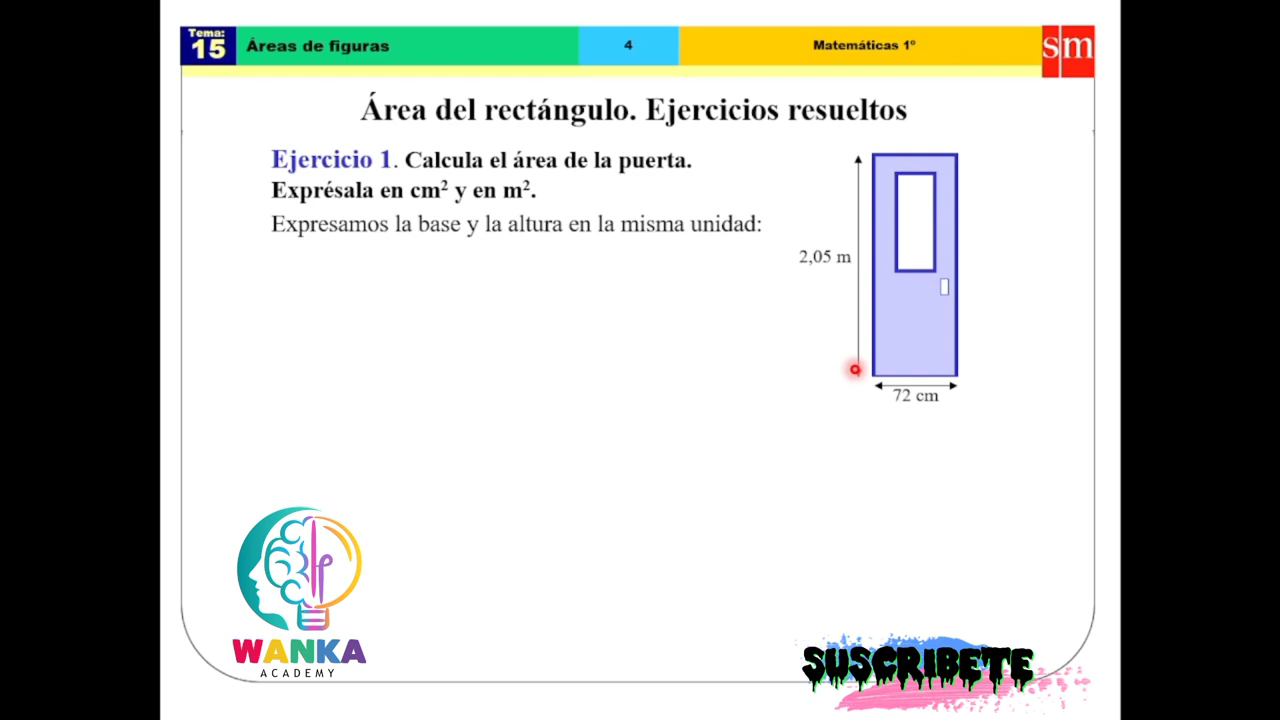 Tema:
15
Áreas de figuras
4
Matemáticas 1º
sm
Área del rectángulo. Ejercicios resueltos
Ejercicio 1. Calcula el área de la puerta.
Exprésala en cm² y en m².
Expresamos la base y la altura en la misma unidad:
2,05 m
72 cm
WANKA
ACADEMY
SUSCRIBETE